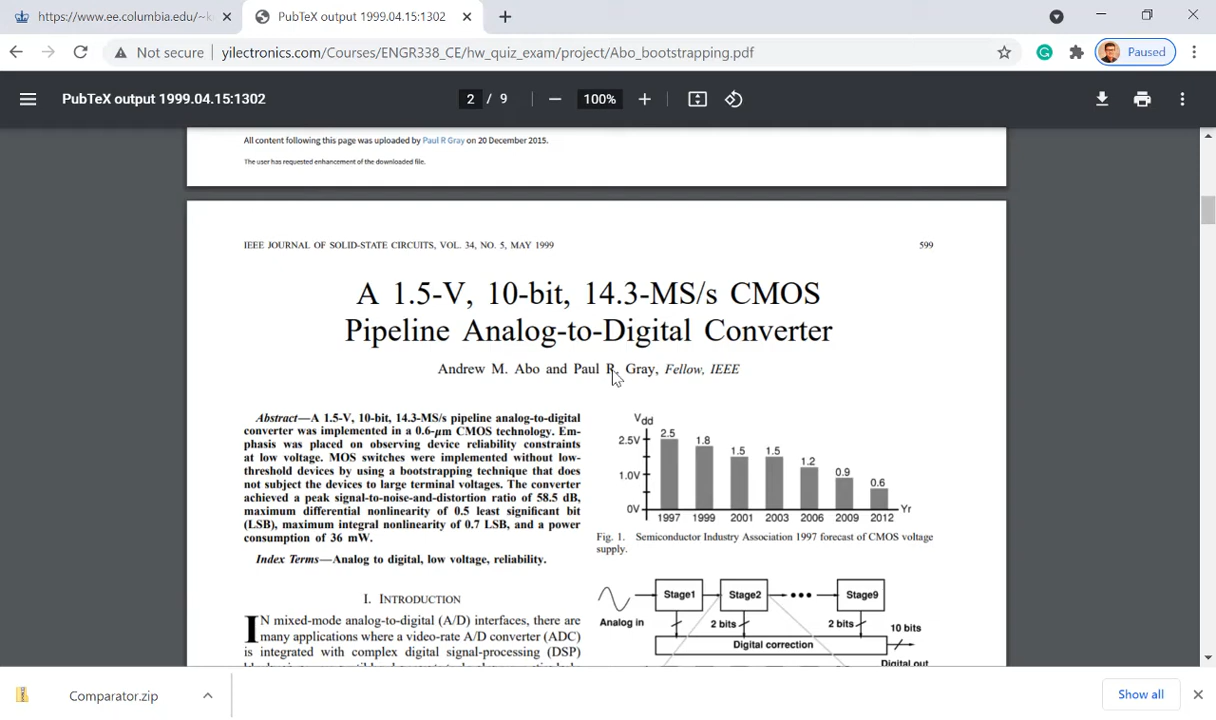 https://www.ee.columbia.edu/~k
PubTeX output 1999.04.15:1302
Not secure
yilectronics.com/Courses/ENGR338_CE/hw_quiz_exam/project/Abo_bootstrapping.pdf
Paused
PubTeX output 1999.04.15:1302
2 / 9
100%
All content following this page was uploaded by Paul R Gray on 20 December 2015.
The user has requested enhancement of the downloaded file.
IEEE JOURNAL OF SOLID-STATE CIRCUITS, VOL. 34, NO. 5, MAY 1999
599
A 1.5-V, 10-bit, 14.3-MS/s CMOS
Pipeline Analog-to-Digital Converter
Andrew M. Abo and Paul R. Gray, Fellow, IEEE
Abstract—A 1.5-V, 10-bit, 14.3-MS/s pipeline analog-to-digital
converter was implemented in a 0.6-μm CMOS technology. Em-
phasis was placed on observing device reliability constraints
at low voltage. MOS switches were implemented without low-
threshold devices by using a bootstrapping technique that does
not subject the devices to large terminal voltages. The converter
achieved a peak signal-to-noise-and-distortion ratio of 58.5 dB,
maximum differential nonlinearity of 0.5 least significant bit
(LSB), maximum integral nonlinearity of 0.7 LSB, and a power
consumption of 36 mW.
Index Terms—Analog to digital, low voltage, reliability.
I. INTRODUCTION
IN mixed-mode analog-to-digital (A/D) interfaces, there are
many applications where a video-rate A/D converter (ADC)
is integrated with complex digital signal-processing (DSP)
Vdd
2.5V
1.0V
0V
2.5
1.8
1.5
1.5
1.2
0.9
0.6
1997 1999 2001 2003 2006 2009 2012
Yr
Fig. 1. Semiconductor Industry Association 1997 forecast of CMOS voltage
supply.
Stage1
Stage2
Stage9
Analog in
2 bits
2 bits
10 bits
Digital correction
Digital out
Comparator.zip
Show all